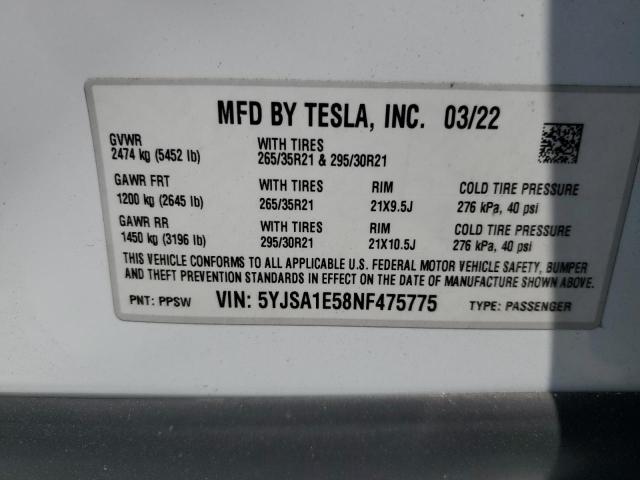 MFD BY TESLA, INC. 03/22
GVWR WITH TIRES
2474 kg (5452 lb) 265/35R21 & 295/30R21
GAWR FRT WITH TIRES RIM COLD TIRE PRESSURE
1200 kg (2645 lb) 265/35R21 21X9.5J 276 kPa, 40 psi
GAWR RR WITH TIRES RIM COLD TIRE PRESSURE
1450 kg (3196 lb) 295/30R21 21X10.5J 276 kPa, 40 psi
THIS VEHICLE CONFORMS TO ALL APPLICABLE U.S. FEDERAL MOTOR VEHICLE SAFETY, BUMPER
AND THEFT PREVENTION STANDARDS IN EFFECT ON THE DATE OF MANUFACTURE SHOWN ABOVE.
PNT: PPSW VIN: 5YJSA1E58NF475775 TYPE: PASSENGER